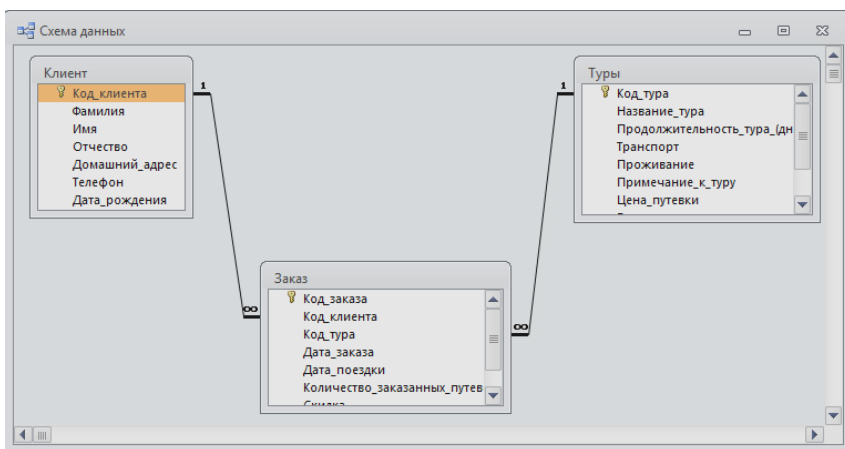 Схема данных
Клиент
1
Код_клиента
Фамилия
Имя
Отчество
Домашний_адрес
Телефон
Дата_рождения
Туры
1
Код_тура
Название_тура
Продолжительность_тура_(дн
Транспорт
Проживание
Примечание_к_туру
Цена_путевки
Заказ
∞
Код_заказа
Код_клиента
Код_тура
∞
Дата_заказа
Дата_поездки
Количество_заказанных_путев
Скидка